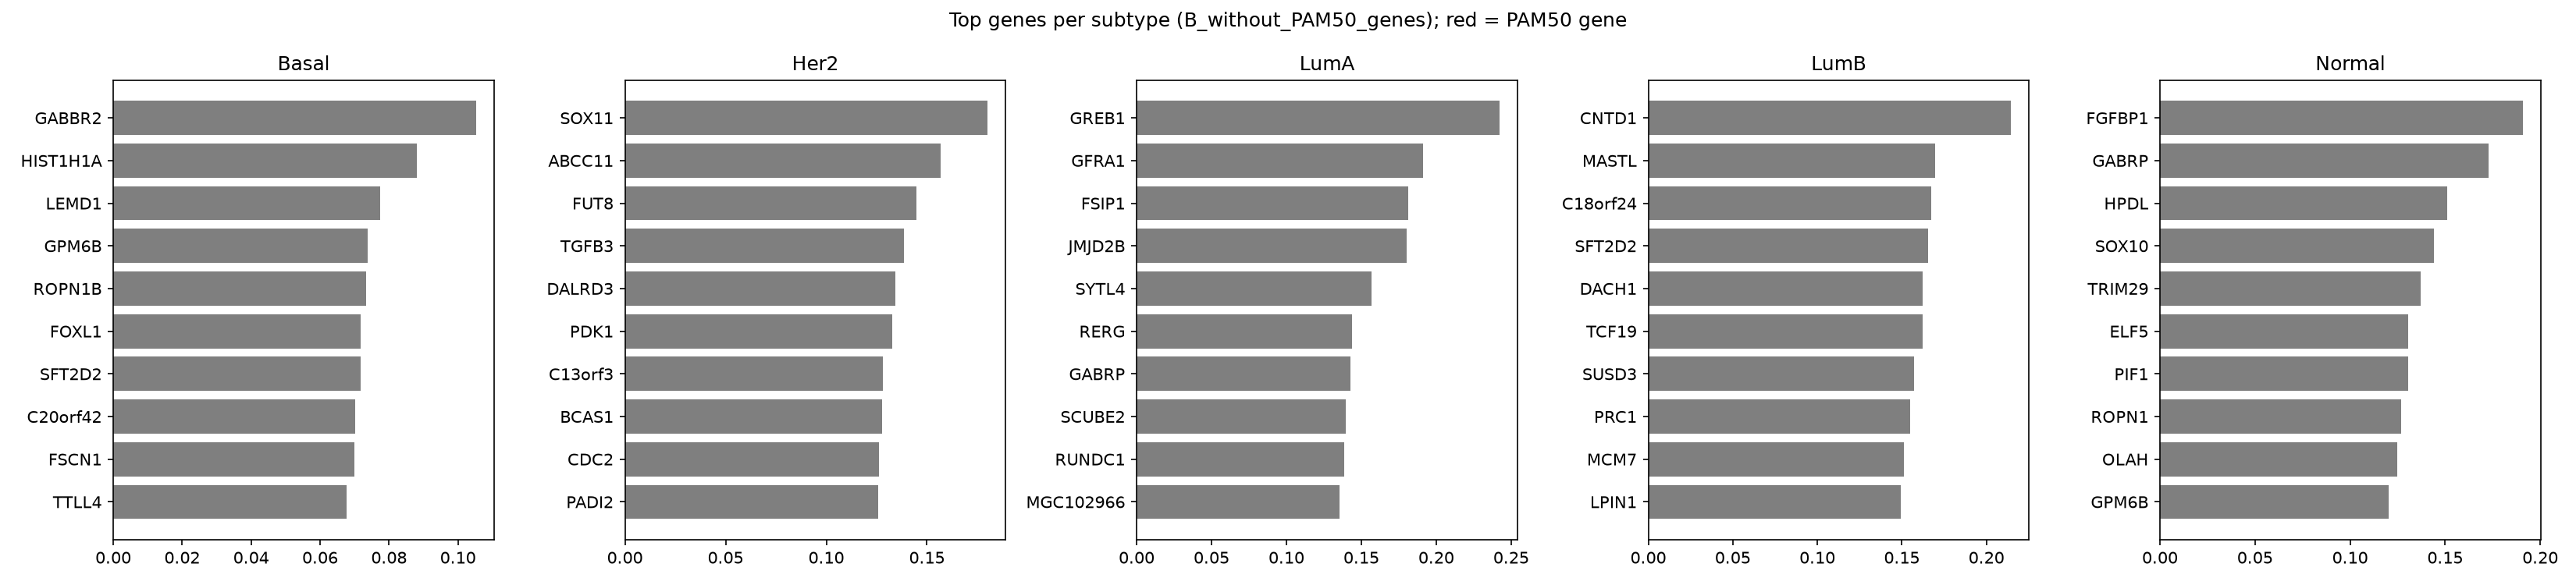 Top genes per subtype (B_without_PAM50_genes); red = PAM50 gene
Basal
GABBR2
HIST1H1A
LEMD1
GPM6B
ROPN1B
FOXL1
SFT2D2
C20orf42
FSCN1
TTLL4
0.00 0.02 0.04 0.06 0.08 0.10
Her2
SOX11
ABCC11
FUT8
TGFB3
DALRD3
PDK1
C13orf3
BCAS1
CDC2
PADI2
0.00 0.05 0.10 0.15
LumA
GREB1
GFRA1
FSIP1
JMJD2B
SYTL4
RERG
GABRP
SCUBE2
RUNDC1
MGC102966
0.00 0.05 0.10 0.15 0.20 0.25
LumB
CNTD1
MASTL
C18orf24
SFT2D2
DACH1
TCF19
SUSD3
PRC1
MCM7
LPIN1
0.00 0.05 0.10 0.15 0.20
Normal
FGFBP1
GABRP
HPDL
SOX10
TRIM29
ELF5
PIF1
ROPN1
OLAH
GPM6B
0.00 0.05 0.10 0.15 0.20